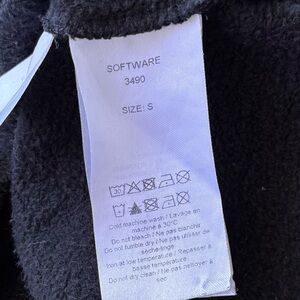 SOFTWARE
3490
SIZE: S
30
Cold machine wash / Lavage en
machine à 30°C
Do not bleach / Ne pas blanchir
Do not tumble dry / Ne pas utiliser de
sèche-linge
Iron at low temperature / Repasser à
basse température
Do not dry clean / Ne pas nettoyer à
sec